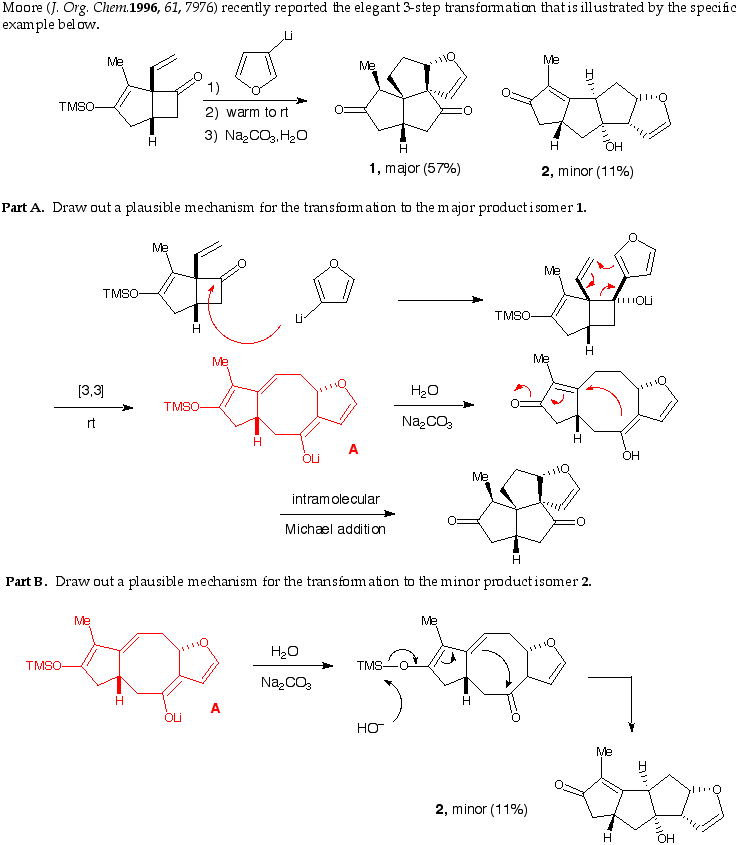 Moore (J. Org. Chem. 1996, 61, 7976) recently reported the elegant 3-step transformation that is illustrated by the specific
example below.
Me
TMSO
O
H
Li
O
1)
2) warm to rt
3) Na2CO3, H2O
Me
O
O
O
H
1, major (57%)
Me
O
H
O
H
OH
2, minor (11%)
Part A. Draw out a plausible mechanism for the transformation to the major product isomer 1.
Me
O
TMSO
H
O
Li
O
Me
OLi
TMSO
H
[3,3]
rt
Me
O
TMSO
H
OLi
A
H2O
Na2CO3
Me
O
O
H
OH
intramolecular
Michael addition
Me
O
O
O
H
Part B. Draw out a plausible mechanism for the transformation to the minor product isomer 2.
Me
O
TMSO
H
OLi
A
H2O
Na2CO3
Me
O
TMS-O
H
O
HO-
Me
O
H
O
H
OH
2, minor (11%)